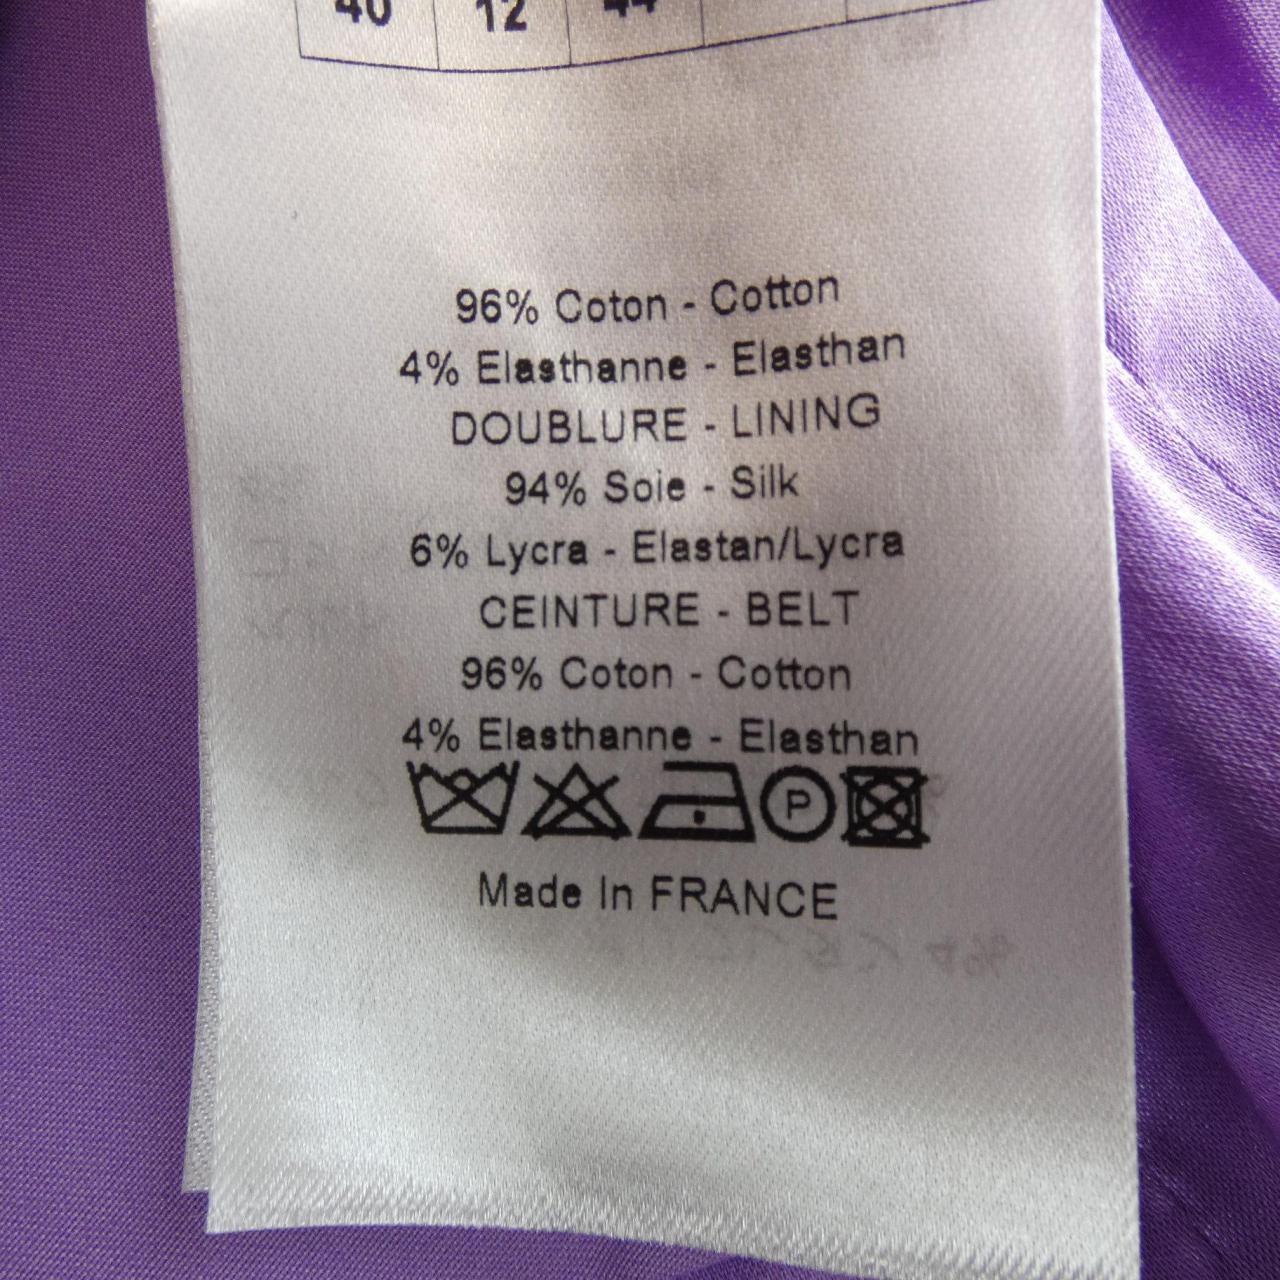 40 12 44
96% Coton - Cotton
4% Elasthanne - Elasthan
DOUBLURE - LINING
94% Soie - Silk
6% Lycra - Elastan/Lycra
CEINTURE - BELT
96% Coton - Cotton
4% Elasthanne - Elasthan
P
Made In FRANCE